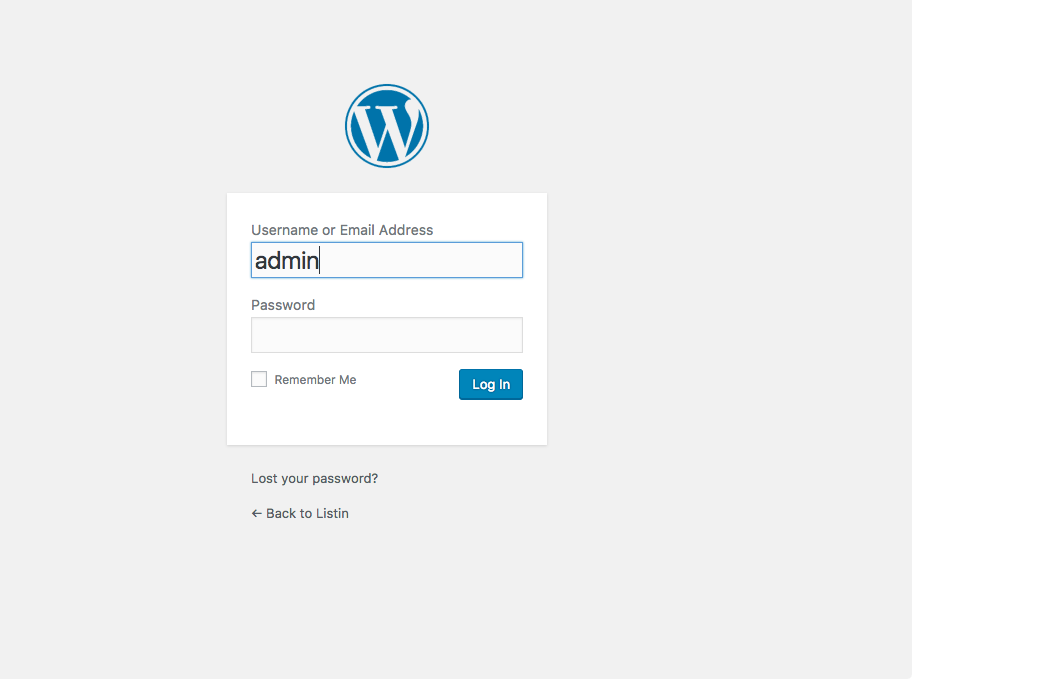 Username or Email Address
admin
Password
Remember Me
Log In
Lost your password?
← Back to Listin